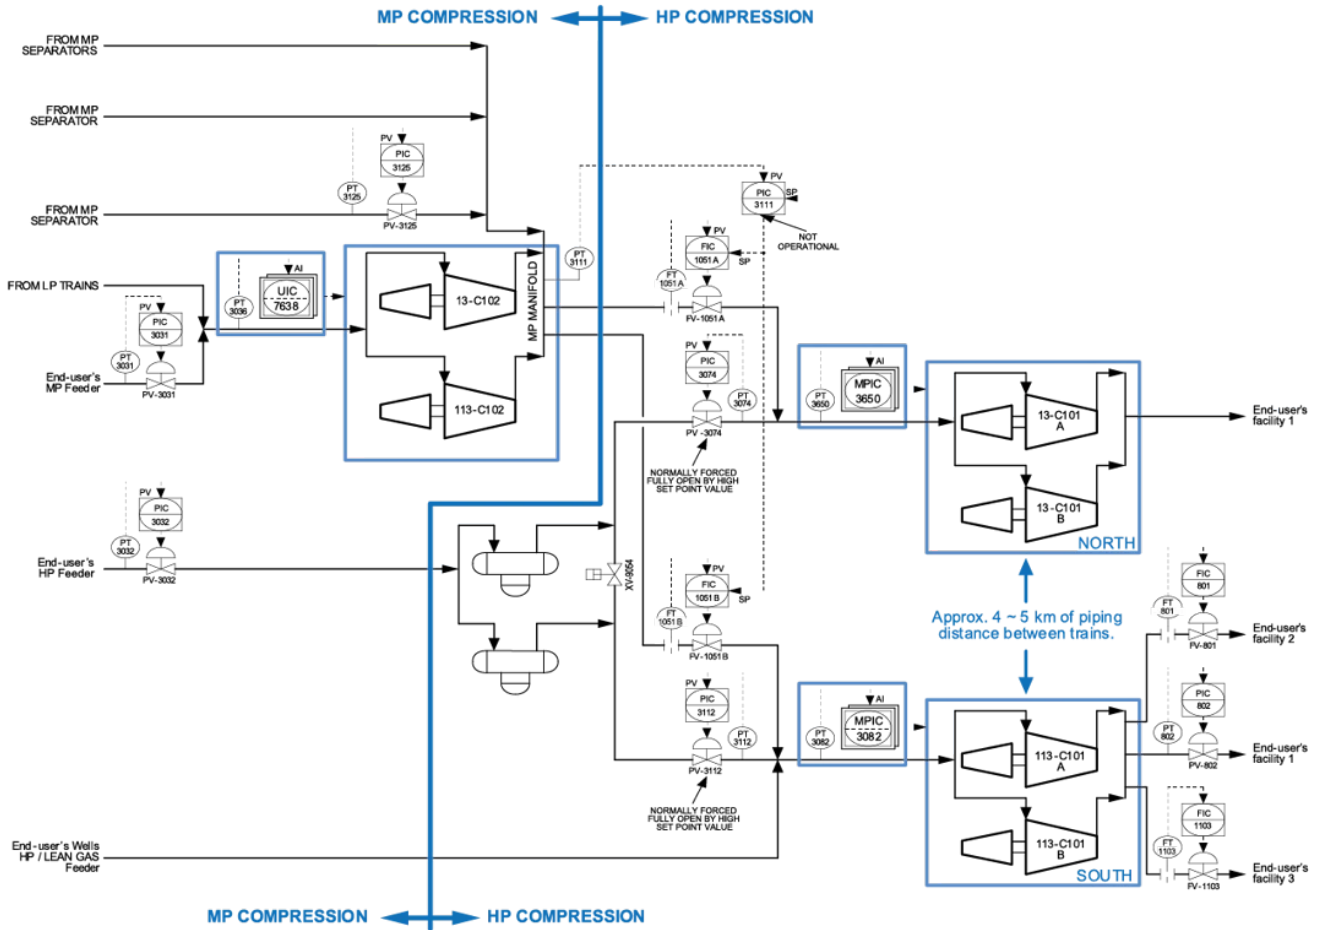 MP COMPRESSION
HP COMPRESSION
FROM MP
SEPARATORS
FROM MP
SEPARATOR
FROM MP
SEPARATOR
PT
3125
PV
PIC
3125
PV-3125
FROM LP TRAINS
PT
3031
PV
PIC
3031
PV-3031
End-user's
MP Feeder
PT
3036
AI
UIC
7638
13-C102
113-C102
MP MANIFOLD
PT
3111
PV
PIC
3111
SP
NOT
OPERATIONAL
FT
1051 A
PV
FIC
1051 A
SP
FV-1051 A
PV
PIC
3074
PT
3074
PV -3074
NORMALLY FORCED
FULLY OPEN BY HIGH
SET POINT VALUE
PT
3650
AI
MPIC
3650
13-C101
A
13-C101
B
NORTH
End-user's
facility 1
PT
3032
PV
PIC
3032
PV-3032
End-user's
HP Feeder
XV-9054
FT
1051 B
PV
FIC
1051 B
SP
FV-1051 B
Approx. 4 ~ 5 km of piping
distance between trains.
PV
PIC
3112
PT
3112
PV-3112
NORMALLY FORCED
FULLY OPEN BY HIGH
SET POINT VALUE
PT
3082
AI
MPIC
3082
113-C101
A
113-C101
B
SOUTH
FT
801
FIC
801
FV-801
End-user's
facility 2
PT
802
PIC
802
PV-802
End-user's
facility 1
FT
1103
FIC
1103
FV-1103
End-user's
facility 3
End-user's Wells
HP / LEAN GAS
Feeder
MP COMPRESSION
HP COMPRESSION